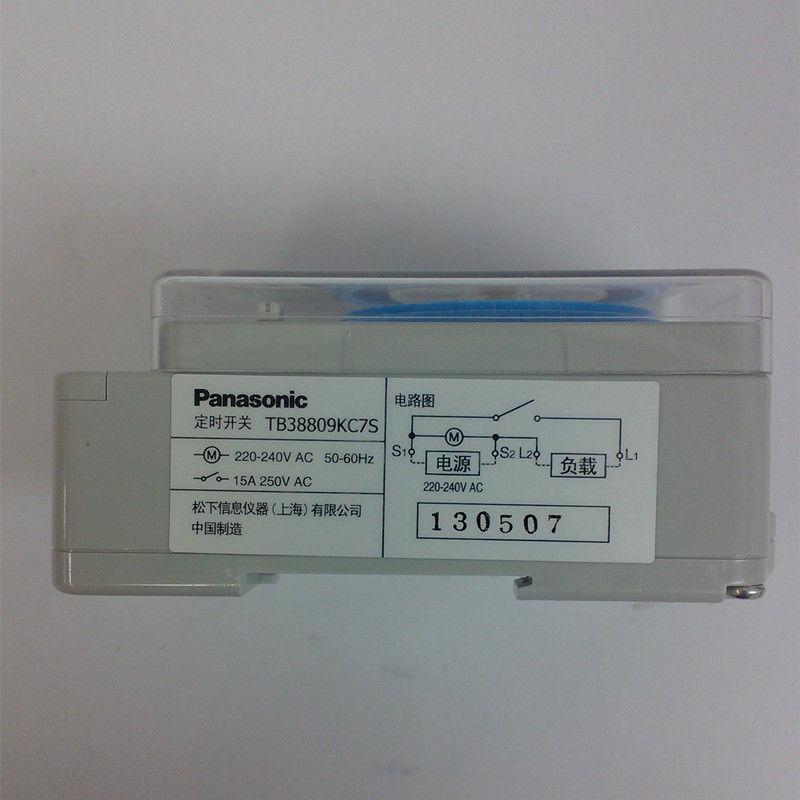 Panasonic
定时开关 TB38809KC7S
M 220-240V AC 50-60Hz
15A 250V AC
松下信息仪器(上海)有限公司
中国制造
电路图
M
S1 电源 S2 L2 负载 L1
220-240V AC
130507